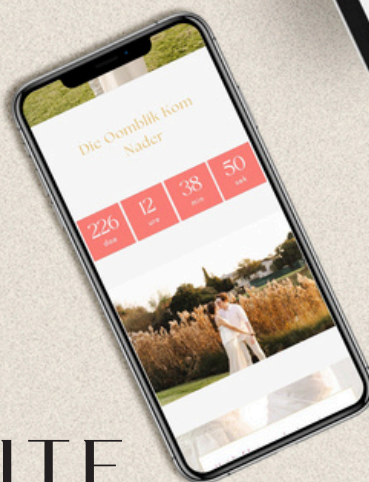 Die Oomblik Kom
Nader
226 12 38 50
dae ure min sek
ITE